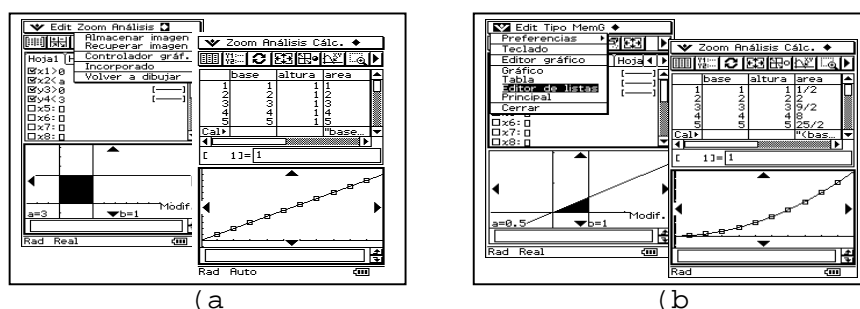 Edit Zoom Análisis
Almacenar imagen
Recuperar imagen
Controlador gráf.
Incorporado
Volver a dibujar
Hoja1
x1>0
x2<a
y3>0
y4<3
x5:
x6:
x7:
x8:
a=3 b=1 Modif.
Rad Real
Zoom Análisis Cálc.
base altura area
1 1 1 1
2 2 1 2
3 3 1 3
4 4 1 4
5 5 1 5
Cal "base...
[ 1]= 1
Rad Auto
(a
Edit Tipo MemG
Preferencias
Teclado
Editor gráfico
Gráfico
Tabla
Editor de listas
Principal
Cerrar
Hoja
x6:
x7:
x8:
a=0.5 b=1 Modif.
Rad Real
Zoom Análisis Cálc.
base altura area
1 1 1 1/2
2 2 2 2
3 3 3 9/2
4 4 4 8
5 5 5 25/2
Cal "(bas...
[ 1]= 1
Rad
(b